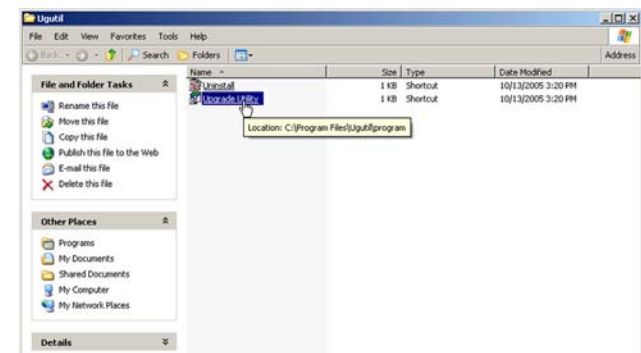 Ugutil
File Edit View Favorites Tools Help
Back Search Folders Address
Name Size Type Date Modified
File and Folder Tasks
Uninstall 1 KB Shortcut 10/13/2005 3:20 PM
Upgrade Utility 1 KB Shortcut 10/13/2005 3:20 PM
Location: C:\Program Files\Ugutil\program
Rename this file
Move this file
Copy this file
Publish this file to the Web
E-mail this file
Delete this file
Other Places
Programs
My Documents
Shared Documents
My Computer
My Network Places
Details